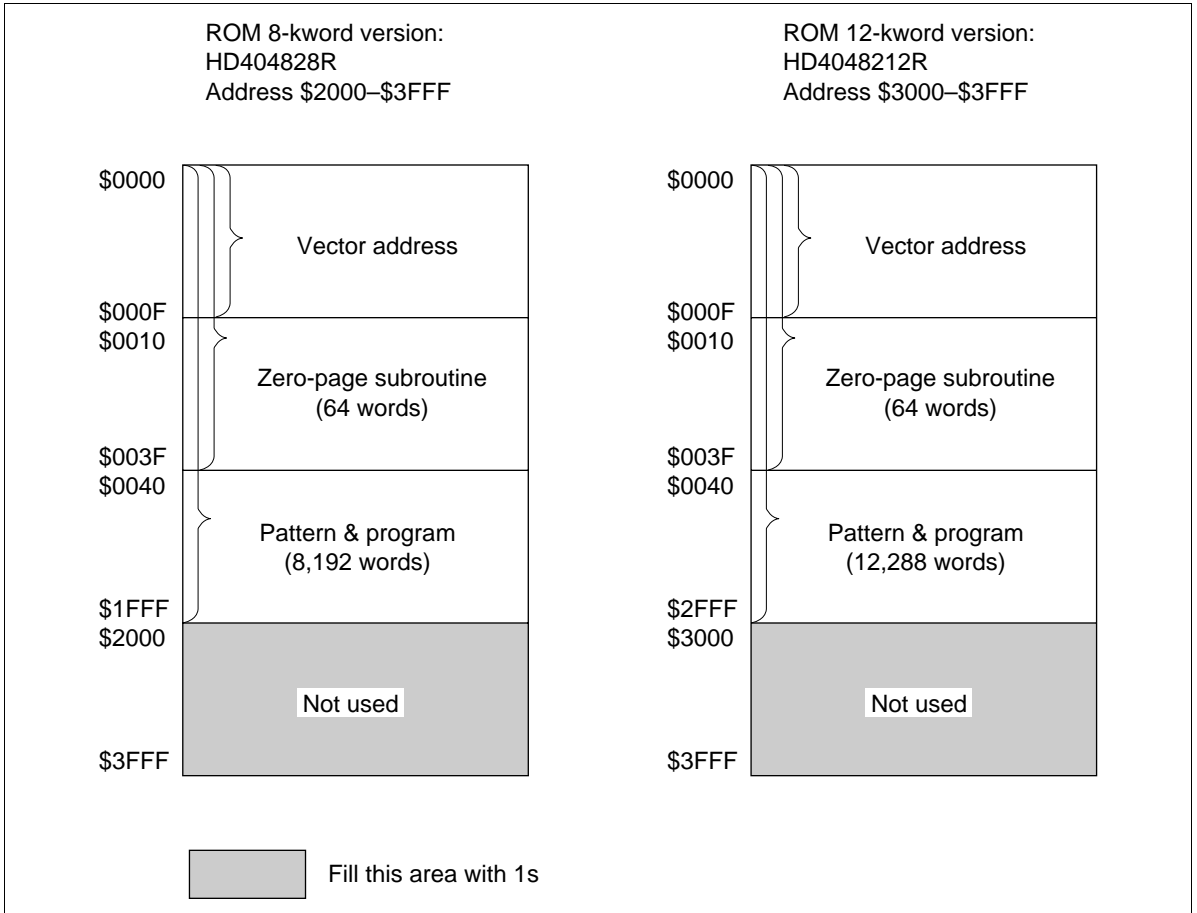 ROM 8-kword version:
HD404828R
Address $2000–$3FFF
$0000
Vector address
$000F
$0010
Zero-page subroutine
(64 words)
$003F
$0040
Pattern & program
(8,192 words)
$1FFF
$2000
Not used
$3FFF
ROM 12-kword version:
HD4048212R
Address $3000–$3FFF
$0000
Vector address
$000F
$0010
Zero-page subroutine
(64 words)
$003F
$0040
Pattern & program
(12,288 words)
$2FFF
$3000
Not used
$3FFF
Fill this area with 1s